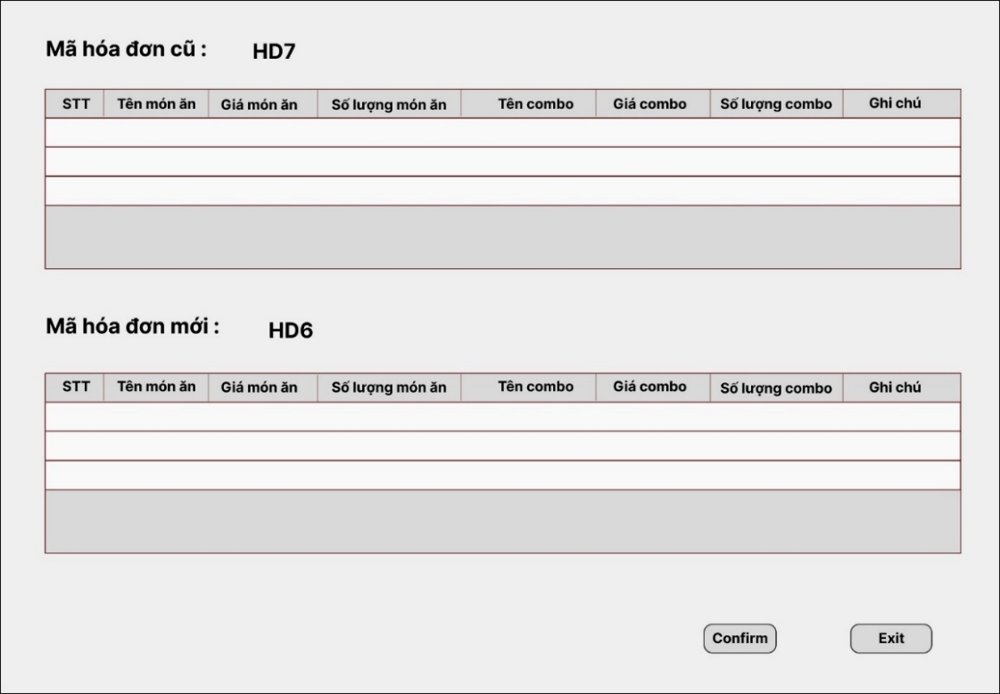 Mã hóa đơn cũ : HD7
STT Tên món ăn Giá món ăn Số lượng món ăn Tên combo Giá combo Số lượng combo Ghi chú
Mã hóa đơn mới : HD6
STT Tên món ăn Giá món ăn Số lượng món ăn Tên combo Giá combo Số lượng combo Ghi chú
Confirm Exit